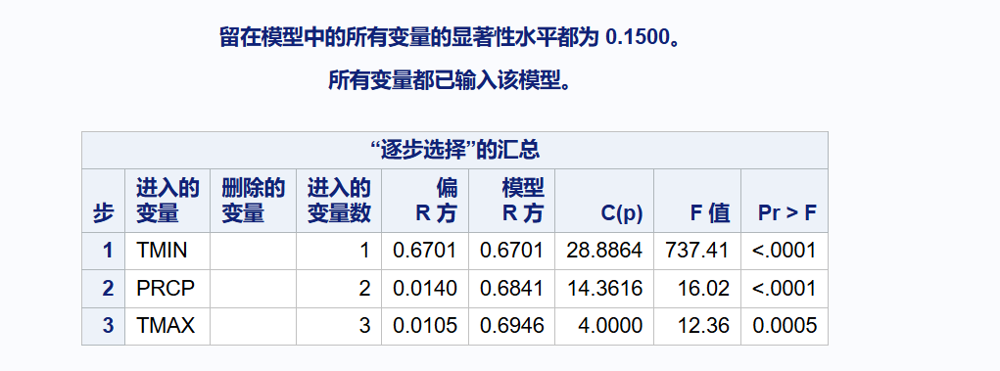 留在模型中的所有变量的显著性水平都为 0.1500。
所有变量都已输入该模型。
“逐步选择”的汇总
步 进入的变量 删除的变量 进入的变量数 偏 R 方 模型 R 方 C(p) F 值 Pr > F
1 TMIN 1 0.6701 0.6701 28.8864 737.41 <.0001
2 PRCP 2 0.0140 0.6841 14.3616 16.02 <.0001
3 TMAX 3 0.0105 0.6946 4.0000 12.36 0.0005